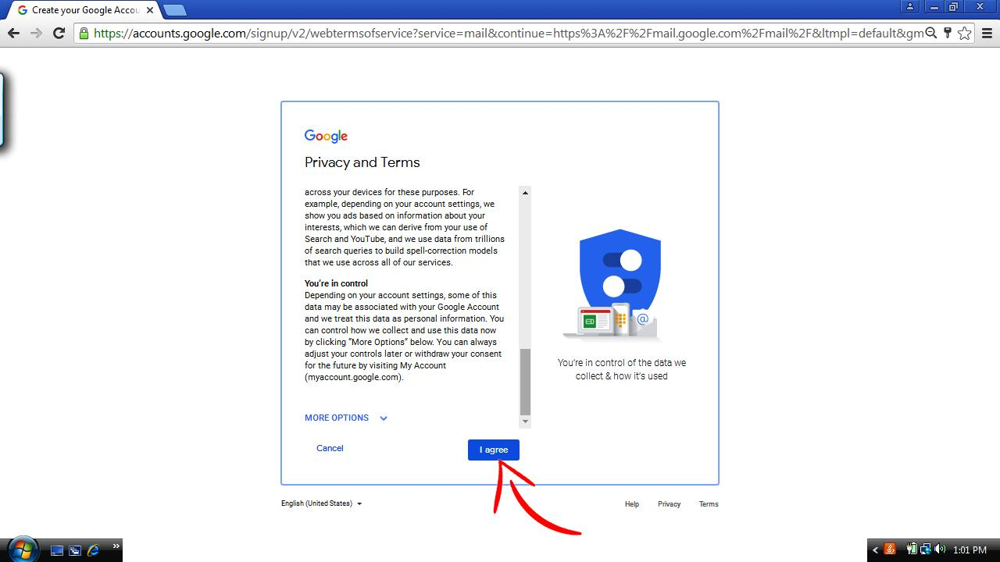 Create your Google Accou
https://accounts.google.com/signup/v2/webtermsofservice?service=mail&continue=https%3A%2F%2Fmail.google.com%2Fmail%2F&ltmpl=default&gm
Google
Privacy and Terms
across your devices for these purposes. For
example, depending on your account settings, we
show you ads based on information about your
interests, which we can derive from your use of
Search and YouTube, and we use data from trillions
of search queries to build spell-correction models
that we use across all of our services.
You're in control
Depending on your account settings, some of this
data may be associated with your Google Account
and we treat this data as personal information. You
can control how we collect and use this data now
by clicking "More Options" below. You can always
adjust your controls later or withdraw your consent
for the future by visiting My Account
(myaccount.google.com).
@
You're in control of the data we
collect & how it's used
MORE OPTIONS
Cancel
I agree
English (United States)
Help Privacy Terms
1:01 PM